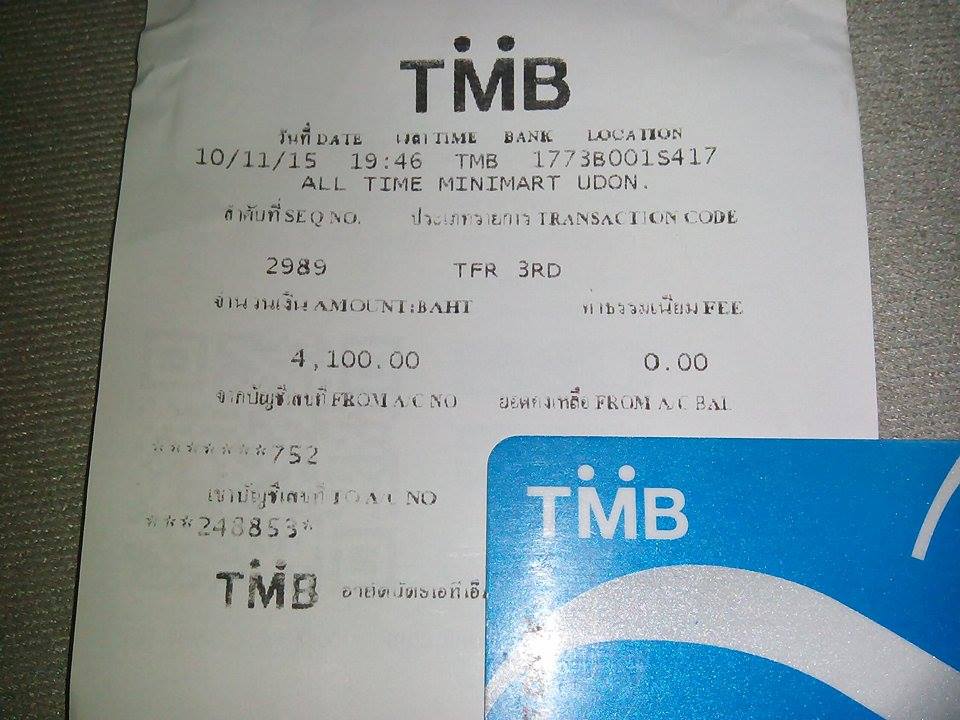 TMB
วันที่ DATE เวลา TIME BANK LOCATION
10/11/15 19:46 TMB 1773B001S417
ALL TIME MINIMART UDON.
ลำดับที่ SEQ NO. ประเภทรายการ TRANSACTION CODE
2989 TFR 3RD
จำนวนเงิน AMOUNT:BAHT ค่าธรรมเนียม FEE
4,100.00 0.00
จากบัญชีเลขที่ FROM A/C NO ยอดคงเหลือ FROM A/C BAL
*******752
เข้าบัญชีเลขที่ TO A/C NO
***248853*
TMB
TMB